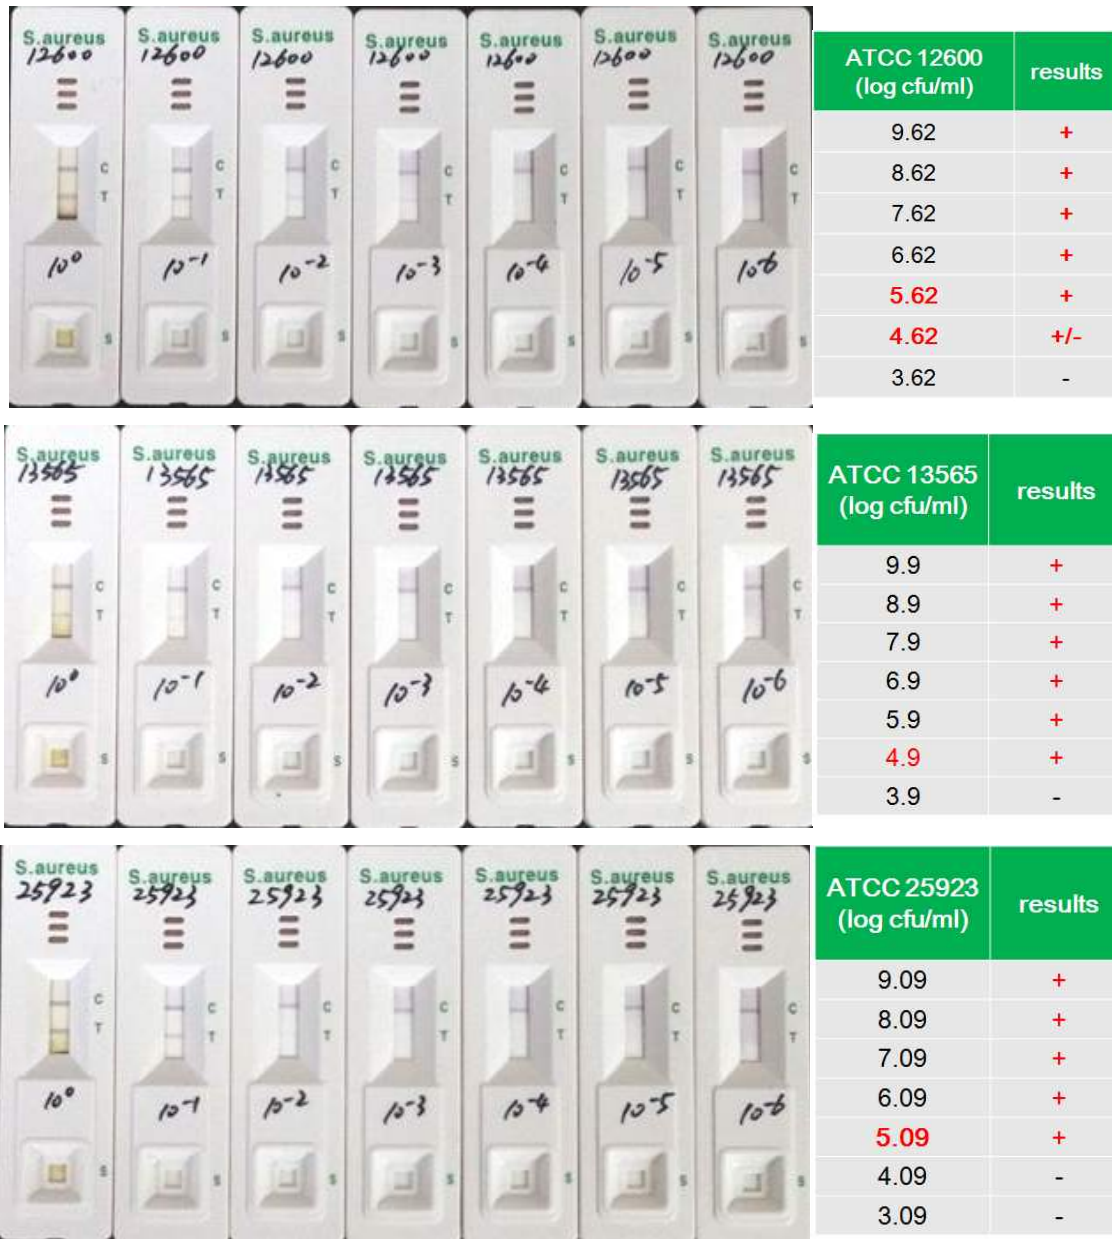 S.aureus S.aureus S.aureus S.aureus S.aureus S.aureus S.aureus
12600 12600 12600 12600 12600 12600 12600
C C C C C C C
T T T T T T T
10⁰ 10⁻¹ 10⁻² 10⁻³ 10⁻⁴ 10⁻⁵ 10⁻⁶
S S S S S S S
ATCC 12600 results
(log cfu/ml)
9.62 +
8.62 +
7.62 +
6.62 +
5.62 +
4.62 +/-
3.62 -
S.aureus S.aureus S.aureus S.aureus S.aureus S.aureus S.aureus
13565 13565 13565 13565 13565 13565 13565
C C C C C C C
T T T T T T T
10⁰ 10⁻¹ 10⁻² 10⁻³ 10⁻⁴ 10⁻⁵ 10⁻⁶
S S S S S S S
ATCC 13565 results
(log cfu/ml)
9.9 +
8.9 +
7.9 +
6.9 +
5.9 +
4.9 +
3.9 -
S.aureus S.aureus S.aureus S.aureus S.aureus S.aureus S.aureus
25923 25923 25923 25923 25923 25923 25923
C C C C C C C
T T T T T T T
10⁰ 10⁻¹ 10⁻² 10⁻³ 10⁻⁴ 10⁻⁵ 10⁻⁶
S S S S S S S
ATCC 25923 results
(log cfu/ml)
9.09 +
8.09 +
7.09 +
6.09 +
5.09 +
4.09 -
3.09 -